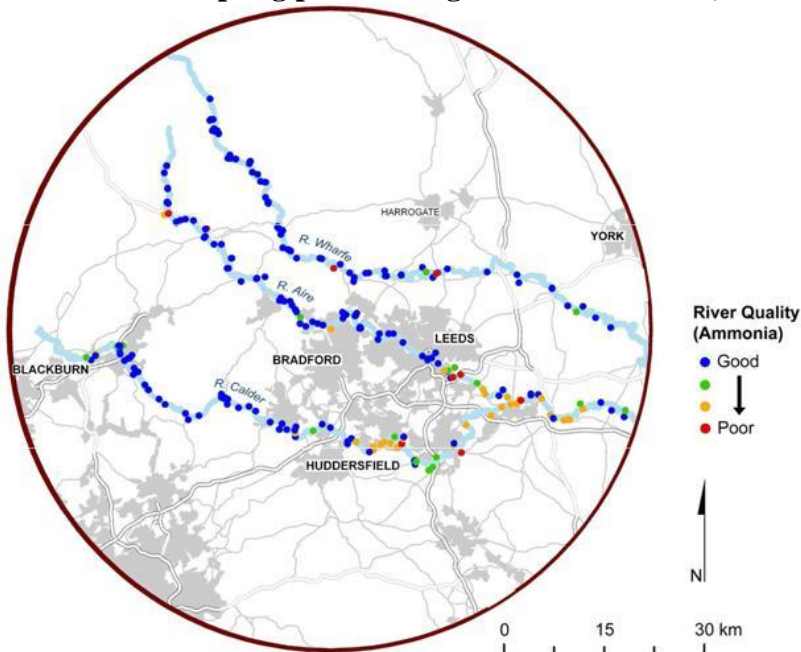 HARROGATE
YORK
R. Wharfe
R. Aire
LEEDS
BRADFORD
BLACKBURN
R. Calder
HUDDERSFIELD
River Quality
(Ammonia)
Good
Poor
N
0 15 30 km